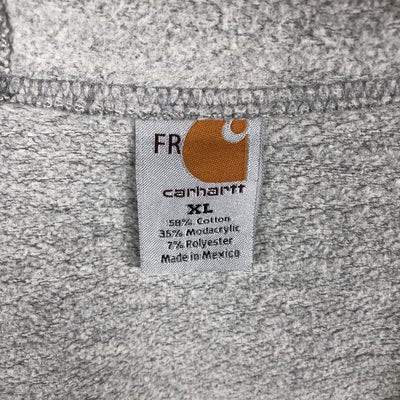 FR
carhartt
XL
58% Cotton
35% Modacrylic
7% Polyester
Made in Mexico